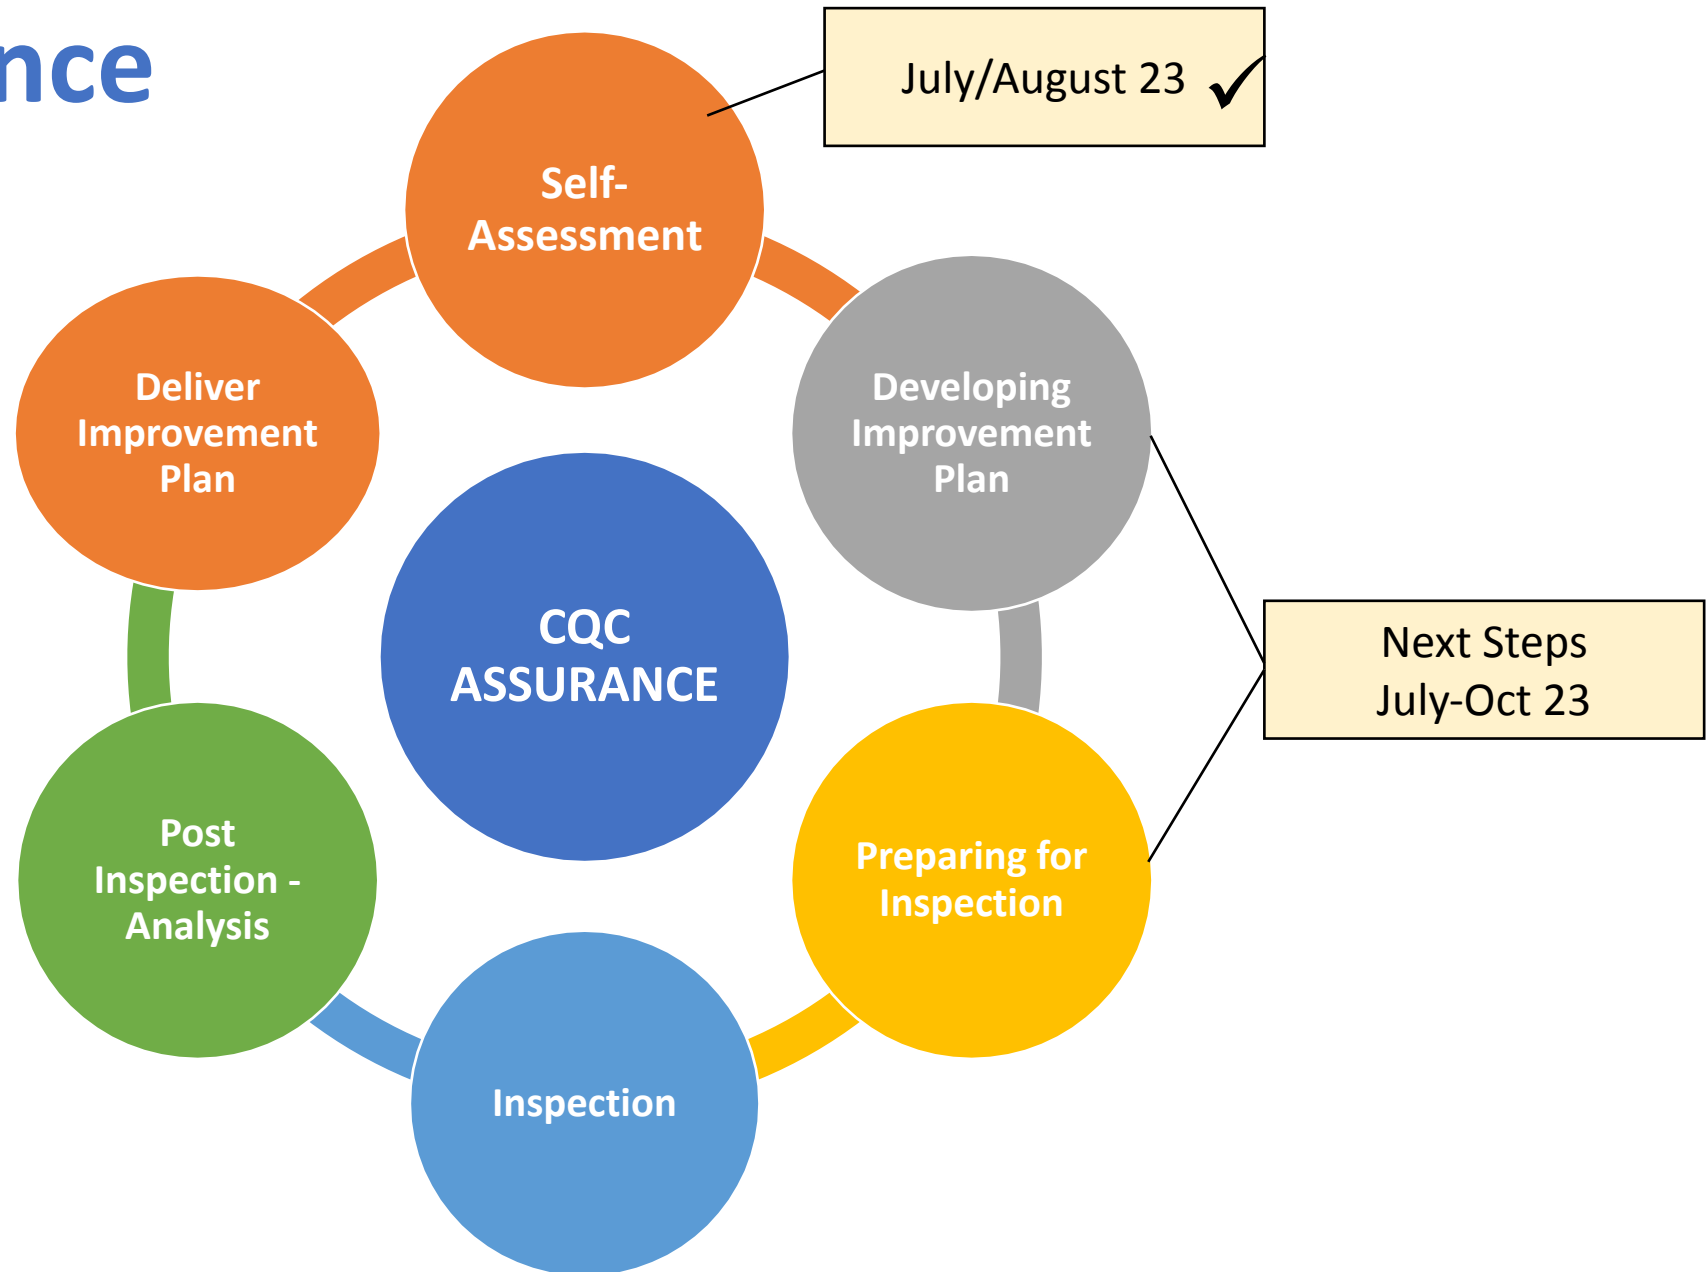 nce
July/August 23 ✓
Self-
Assessment
Deliver
Improvement
Plan
Developing
Improvement
Plan
CQC
ASSURANCE
Next Steps
July-Oct 23
Post
Inspection -
Analysis
Preparing for
Inspection
Inspection